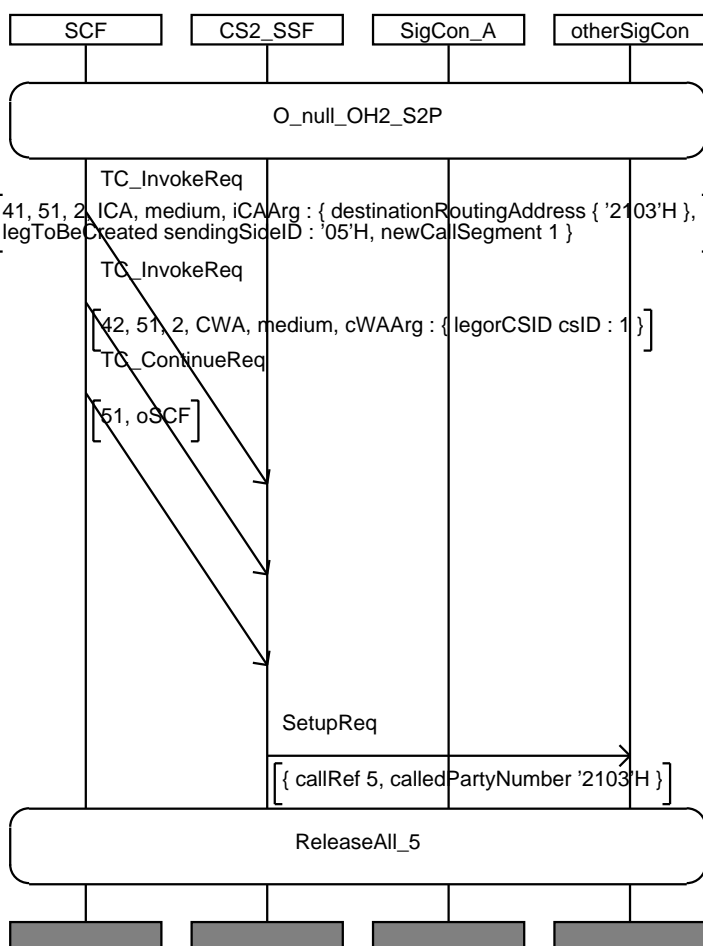 SCF CS2_SSF SigCon_A otherSigCon
O_null_OH2_S2P
TC_InvokeReq
41, 51, 2, ICA, medium, iCAArg : { destinationRoutingAddress { ’2103’H },
legToBeCreated sendingSideID : ’05’H, newCallSegment 1 }
TC_InvokeReq
42, 51, 2, CWA, medium, cWAArg : { legorCSID csID : 1 }
TC_ContinueReq
51, oSCF
SetupReq
{ callRef 5, calledPartyNumber ’2103’H }
ReleaseAll_5